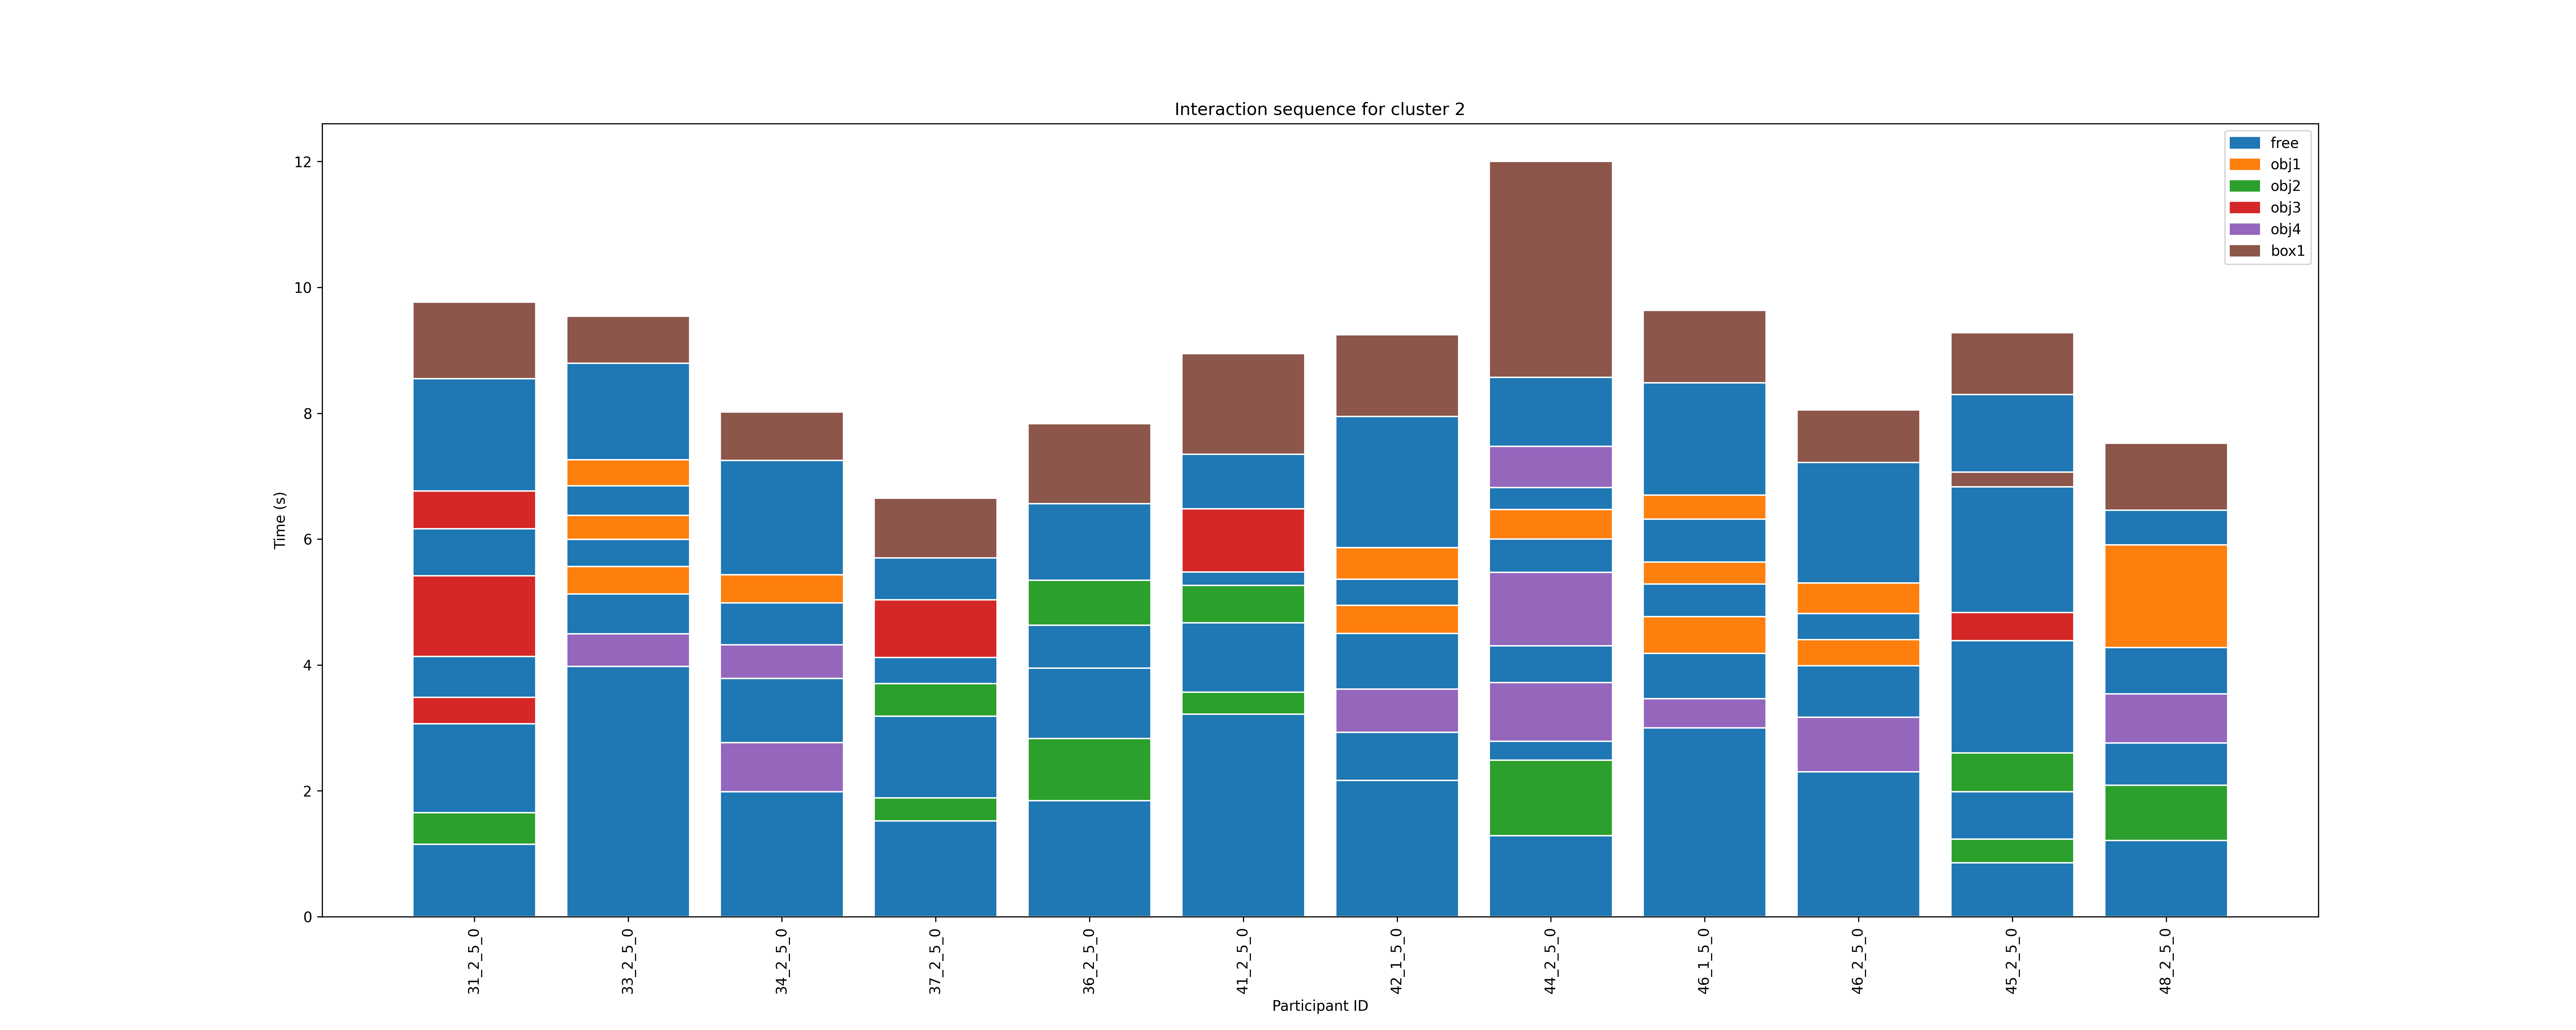 Interaction sequence for cluster 2
free
obj1
obj2
obj3
obj4
box1
Time (s)
12
10
8
6
4
2
0
31_2_5_0
33_2_5_0
34_2_5_0
37_2_5_0
36_2_5_0
41_2_5_0
42_1_5_0
44_2_5_0
46_1_5_0
46_2_5_0
45_2_5_0
48_2_5_0
Participant ID